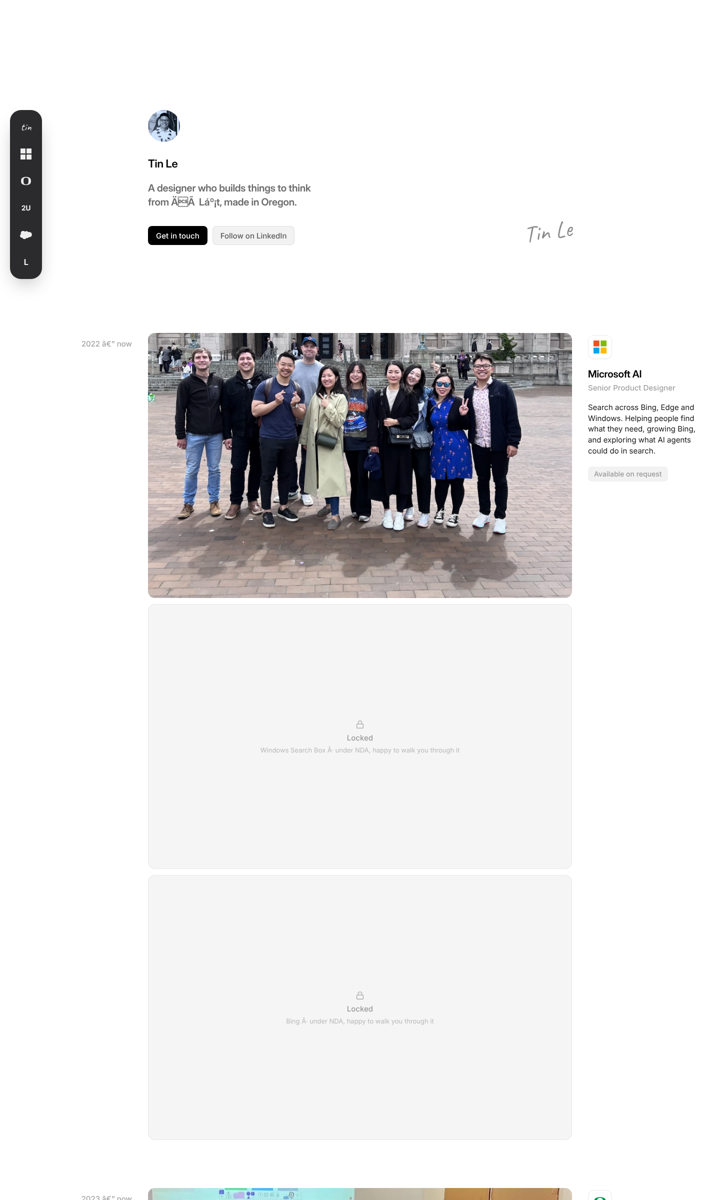 tin
2U
L
Tin Le
A designer who builds things to think
from Láº¡t, made in Oregon.
Get in touch
Follow on LinkedIn
Tin Le
2022 â€“ now
Microsoft AI
Senior Product Designer
Search across Bing, Edge and
Windows. Helping people find
what they need, growing Bing,
and exploring what AI agents
could do in search.
Available on request
Locked
Windows Search Box Â· under NDA, happy to walk you through it
Locked
Bing Â· under NDA, happy to walk you through it
2023 â€“ now